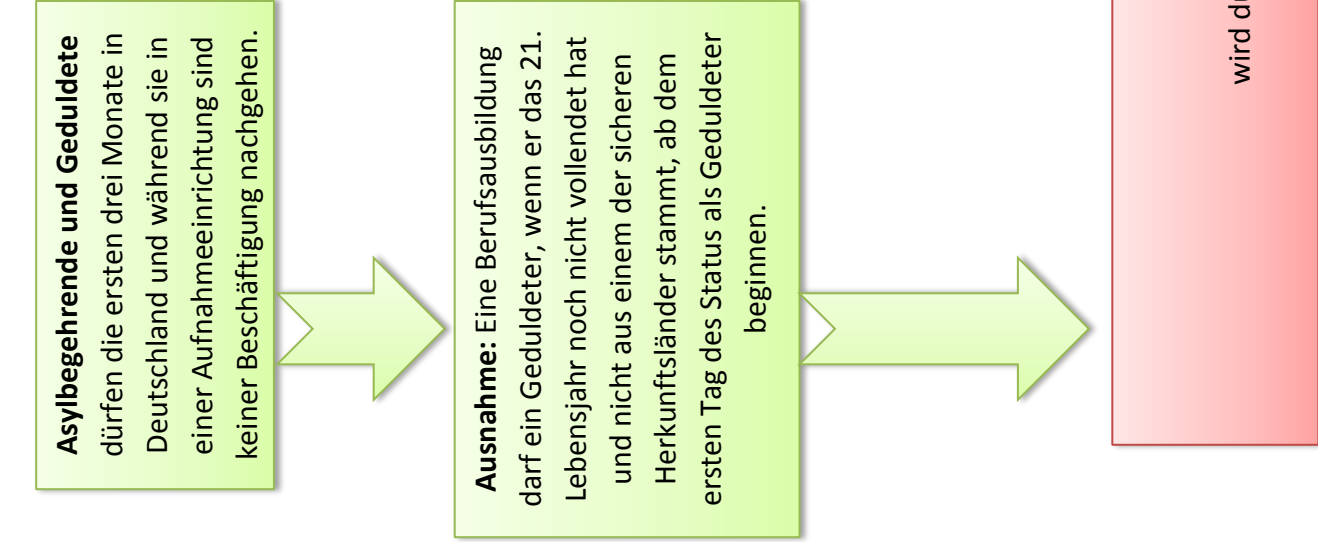 Asylbegehrende und Geduldete
dürfen die ersten drei Monate in
Deutschland und während sie in
einer Aufnahmeeinrichtung sind
keiner Beschäftigung nachgehen.
Ausnahme: Eine Berufsausbildung
darf ein Geduldeter, wenn er das 21.
Lebensjahr noch nicht vollendet hat
und nicht aus einem der sicheren
Herkunftsländer stammt, ab dem
ersten Tag des Status als Geduldeter
beginnen.
wird